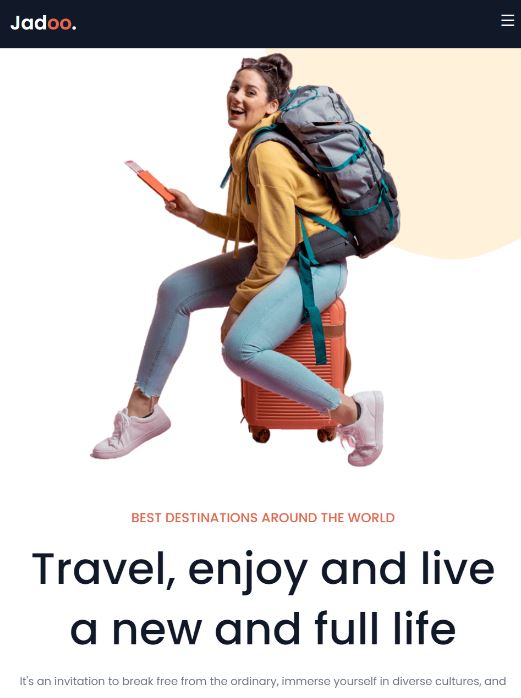 Jadoo.
BEST DESTINATIONS AROUND THE WORLD
Travel, enjoy and live
a new and full life
It's an invitation to break free from the ordinary, immerse yourself in diverse cultures, and